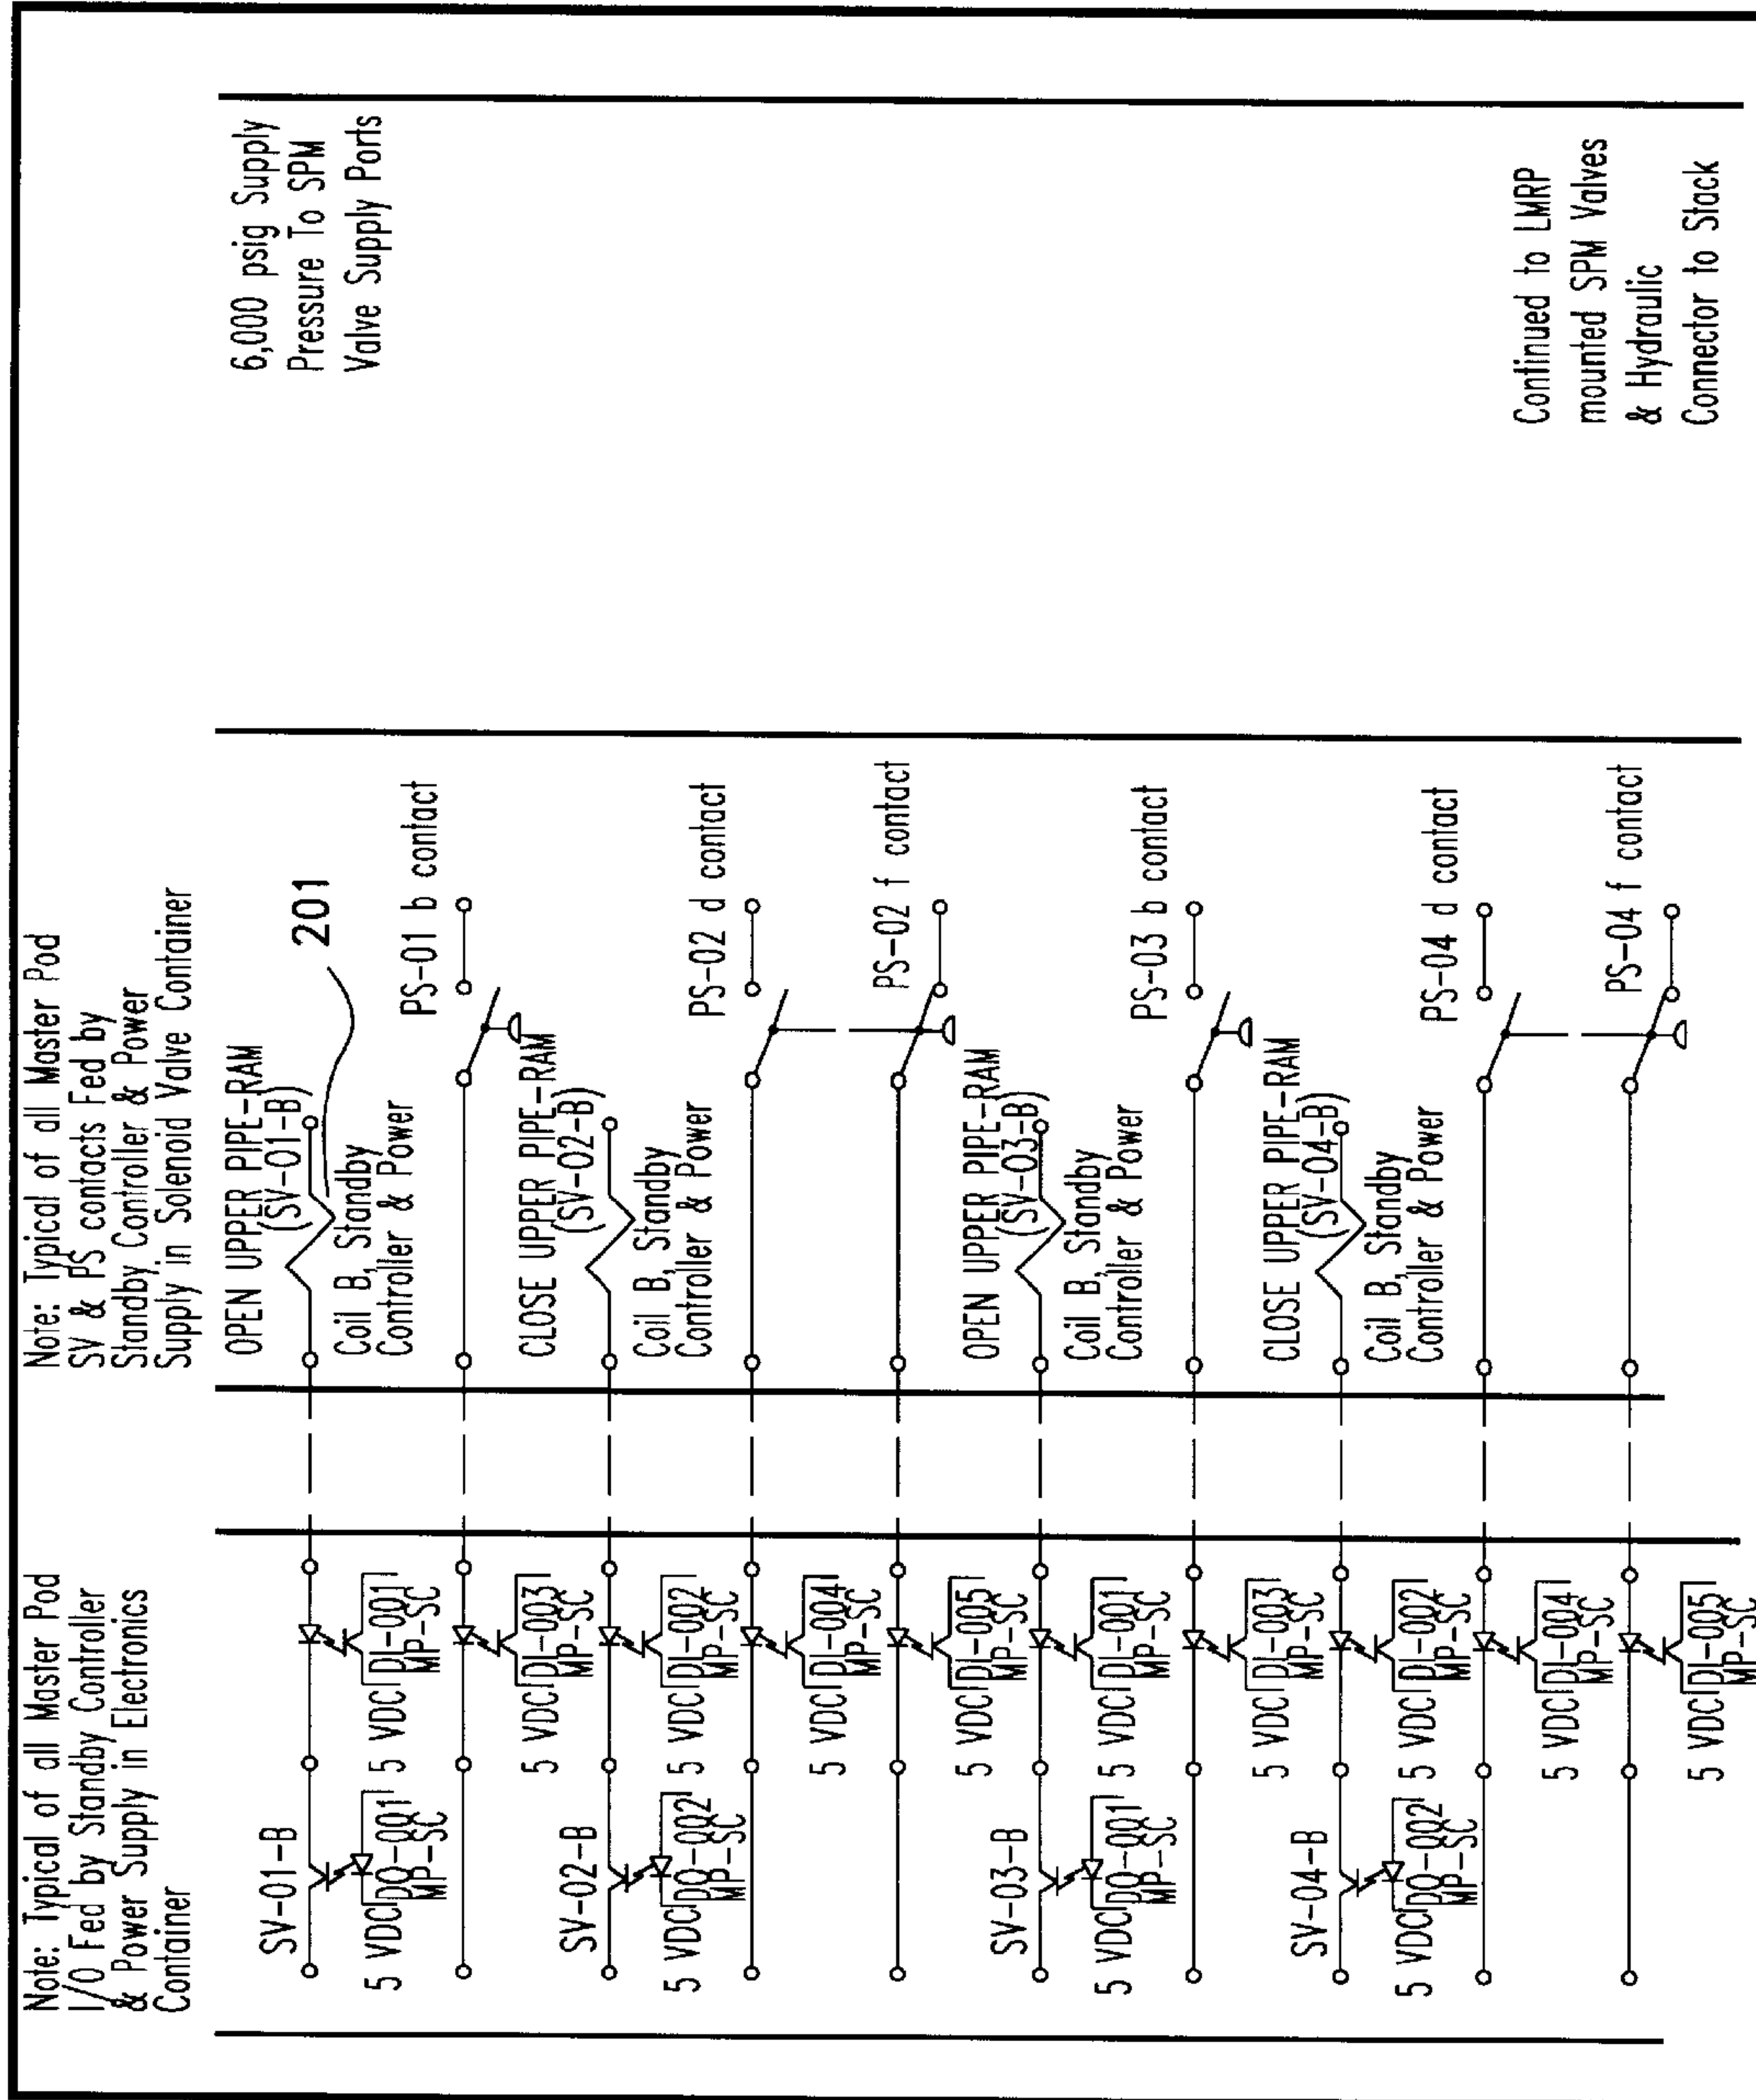 Note: Typical of all Master Pod
I/O Fed by Standby Controller
& Power Supply in Electronics
Container
Note: Typical of all Master Pod
SV & PS contacts Fed by
Standby Controller & Power
Supply in Solenoid Valve Container
6,000 psig Supply
Pressure To SPM
Valve Supply Ports
SV-01-B
5 VDC DO-001
MP-SC
5 VDC DI-001
MP-SC
OPEN UPPER PIPE-RAM
(SV-01-B)
201
Coil B, Standby
Controller & Power
5 VDC DI-003
MP-SC
PS-01 b contact
SV-02-B
5 VDC DO-002
MP-SC
5 VDC DI-002
MP-SC
CLOSE UPPER PIPE-RAM
(SV-02-B)
Coil B, Standby
Controller & Power
5 VDC DI-004
MP-SC
PS-02 d contact
5 VDC DI-005
MP-SC
PS-02 f contact
SV-03-B
5 VDC DO-001
MP-SC
5 VDC DI-001
MP-SC
OPEN UPPER PIPE-RAM
(SV-03-B)
Coil B, Standby
Controller & Power
5 VDC DI-003
MP-SC
PS-03 b contact
SV-04-B
5 VDC DO-002
MP-SC
5 VDC DI-002
MP-SC
CLOSE UPPER PIPE-RAM
(SV-04-B)
Coil B, Standby
Controller & Power
5 VDC DI-004
MP-SC
PS-04 d contact
5 VDC DI-005
MP-SC
PS-04 f contact
Continued to LMRP
mounted SPM Valves
& Hydraulic
Connector to Stack